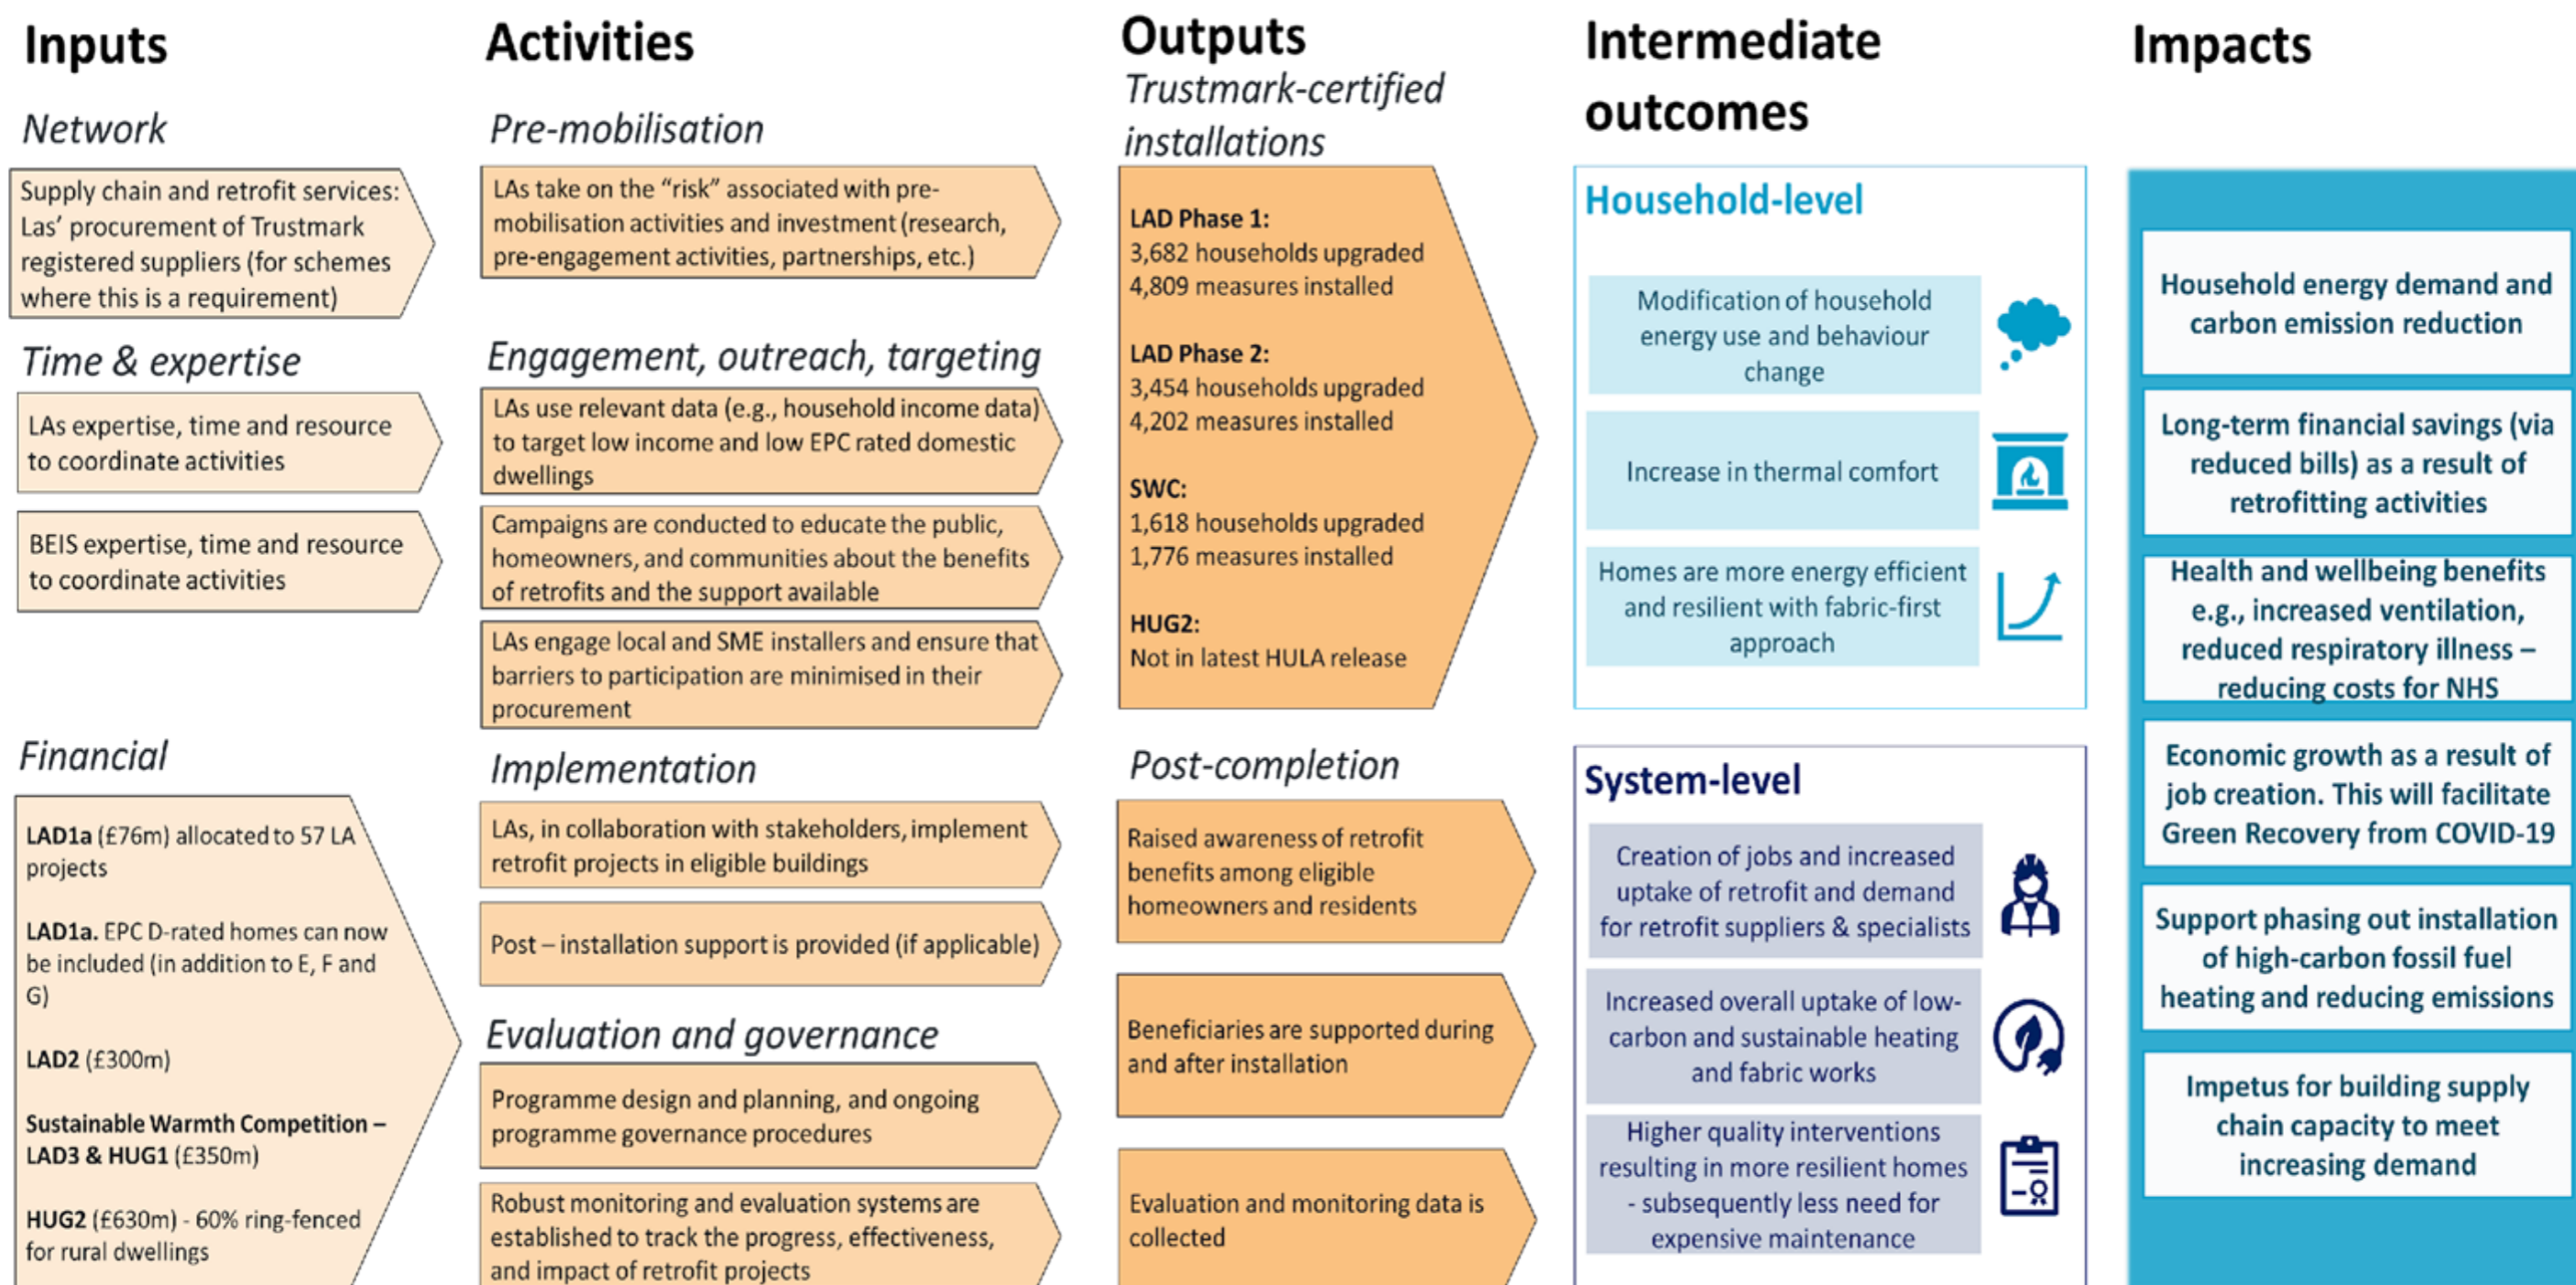 Inputs
Network
Supply chain and retrofit services:
Las' procurement of Trustmark
registered suppliers (for schemes
where this is a requirement)
Time & expertise
LAs expertise, time and resource
to coordinate activities
BEIS expertise, time and resource
to coordinate activities
Financial
LAD1a (£76m) allocated to 57 LA
projects
LAD1a. EPC D-rated homes can now
be included (in addition to E, F and
G)
LAD2 (£300m)
Sustainable Warmth Competition –
LAD3 & HUG1 (£350m)
HUG2 (£630m) - 60% ring-fenced
for rural dwellings
Activities
Pre-mobilisation
LAs take on the “risk” associated with pre-
mobilisation activities and investment (research,
pre-engagement activities, partnerships, etc.)
Engagement, outreach, targeting
LAs use relevant data (e.g., household income data)
to target low income and low EPC rated domestic
dwellings
Campaigns are conducted to educate the public,
homeowners, and communities about the benefits
of retrofits and the support available
LAs engage local and SME installers and ensure that
barriers to participation are minimised in their
procurement
Implementation
LAs, in collaboration with stakeholders, implement
retrofit projects in eligible buildings
Post – installation support is provided (if applicable)
Evaluation and governance
Programme design and planning, and ongoing
programme governance procedures
Robust monitoring and evaluation systems are
established to track the progress, effectiveness,
and impact of retrofit projects
Outputs
Trustmark-certified
installations
LAD Phase 1:
3,682 households upgraded
4,809 measures installed
LAD Phase 2:
3,454 households upgraded
4,202 measures installed
SWC:
1,618 households upgraded
1,776 measures installed
HUG2:
Not in latest HULA release
Post-completion
Raised awareness of retrofit
benefits among eligible
homeowners and residents
Beneficiaries are supported during
and after installation
Evaluation and monitoring data is
collected
Intermediate
outcomes
Household-level
Modification of household
energy use and behaviour
change
Increase in thermal comfort
Homes are more energy efficient
and resilient with fabric-first
approach
System-level
Creation of jobs and increased
uptake of retrofit and demand
for retrofit suppliers & specialists
Increased overall uptake of low-
carbon and sustainable heating
and fabric works
Higher quality interventions
resulting in more resilient homes
- subsequently less need for
expensive maintenance
Impacts
Household energy demand and
carbon emission reduction
Long-term financial savings (via
reduced bills) as a result of
retrofitting activities
Health and wellbeing benefits
e.g., increased ventilation,
reduced respiratory illness –
reducing costs for NHS
Economic growth as a result of
job creation. This will facilitate
Green Recovery from COVID-19
Support phasing out installation
of high-carbon fossil fuel
heating and reducing emissions
Impetus for building supply
chain capacity to meet
increasing demand